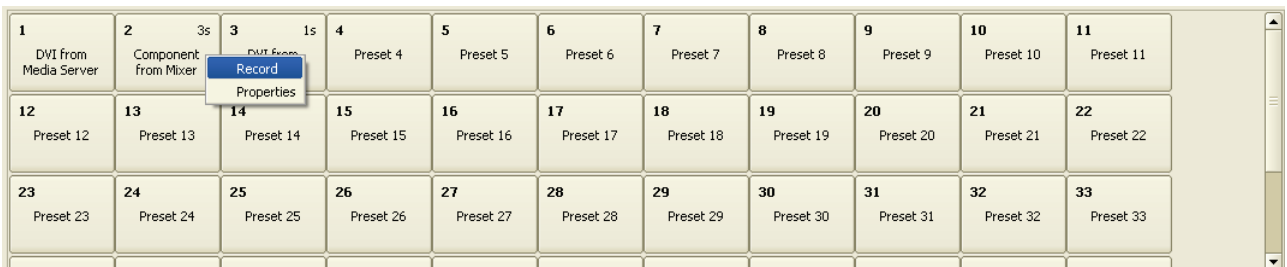 1 2 3s 3 1s 4 5 6 7 8 9 10 11
DVI from Component DVI from Preset 4 Preset 5 Preset 6 Preset 7 Preset 8 Preset 9 Preset 10 Preset 11
Media Server from Mixer Record
Properties
12 13 14 15 16 17 18 19 20 21 22
Preset 12 Preset 13 Preset 14 Preset 15 Preset 16 Preset 17 Preset 18 Preset 19 Preset 20 Preset 21 Preset 22
23 24 25 26 27 28 29 30 31 32 33
Preset 23 Preset 24 Preset 25 Preset 26 Preset 27 Preset 28 Preset 29 Preset 30 Preset 31 Preset 32 Preset 33